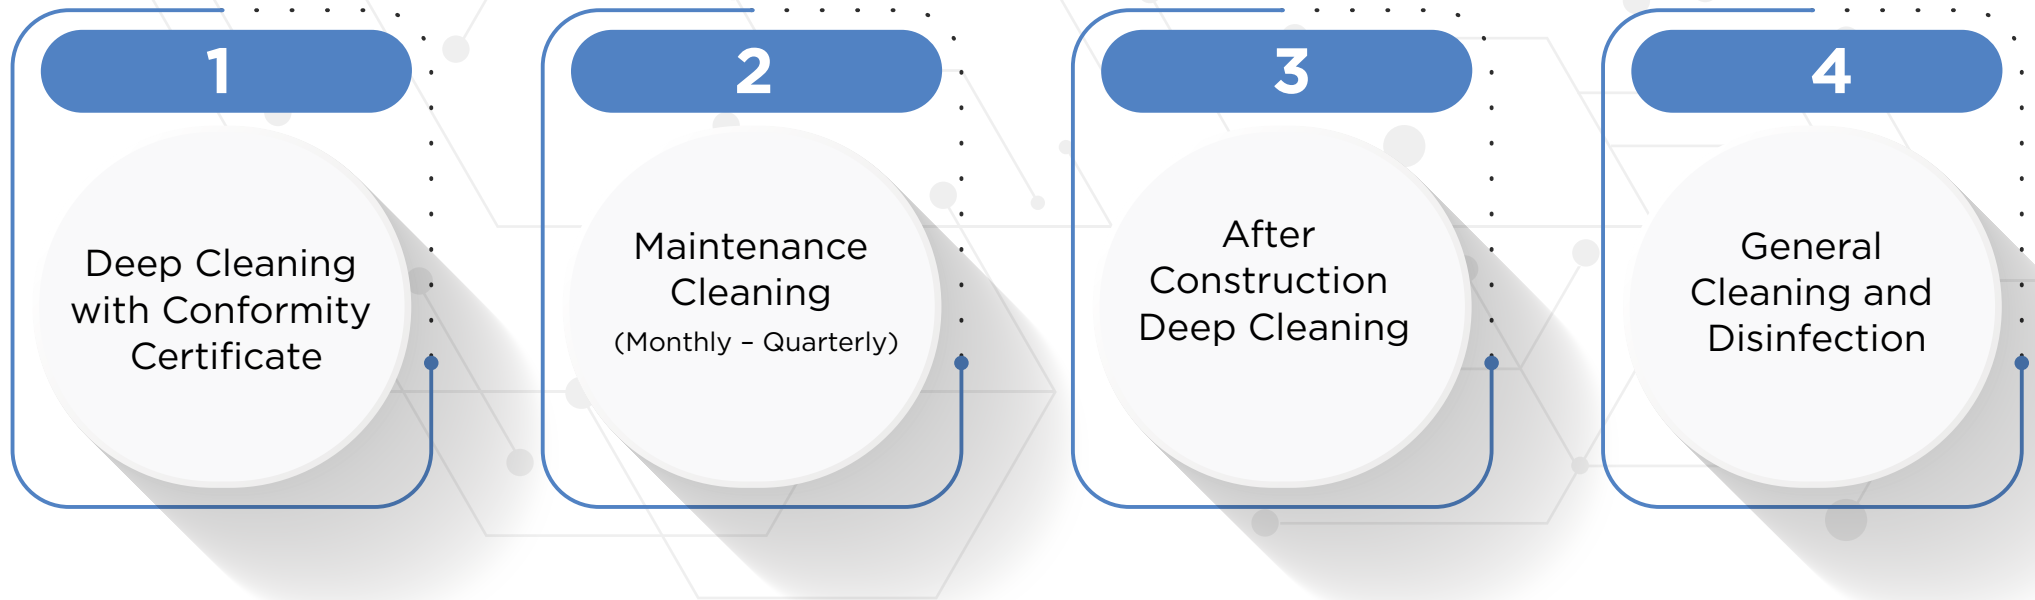 1
Deep Cleaning
with Conformity
Certificate
2
Maintenance
Cleaning
(Monthly – Quarterly)
3
After
Construction
Deep Cleaning
4
General
Cleaning and
Disinfection